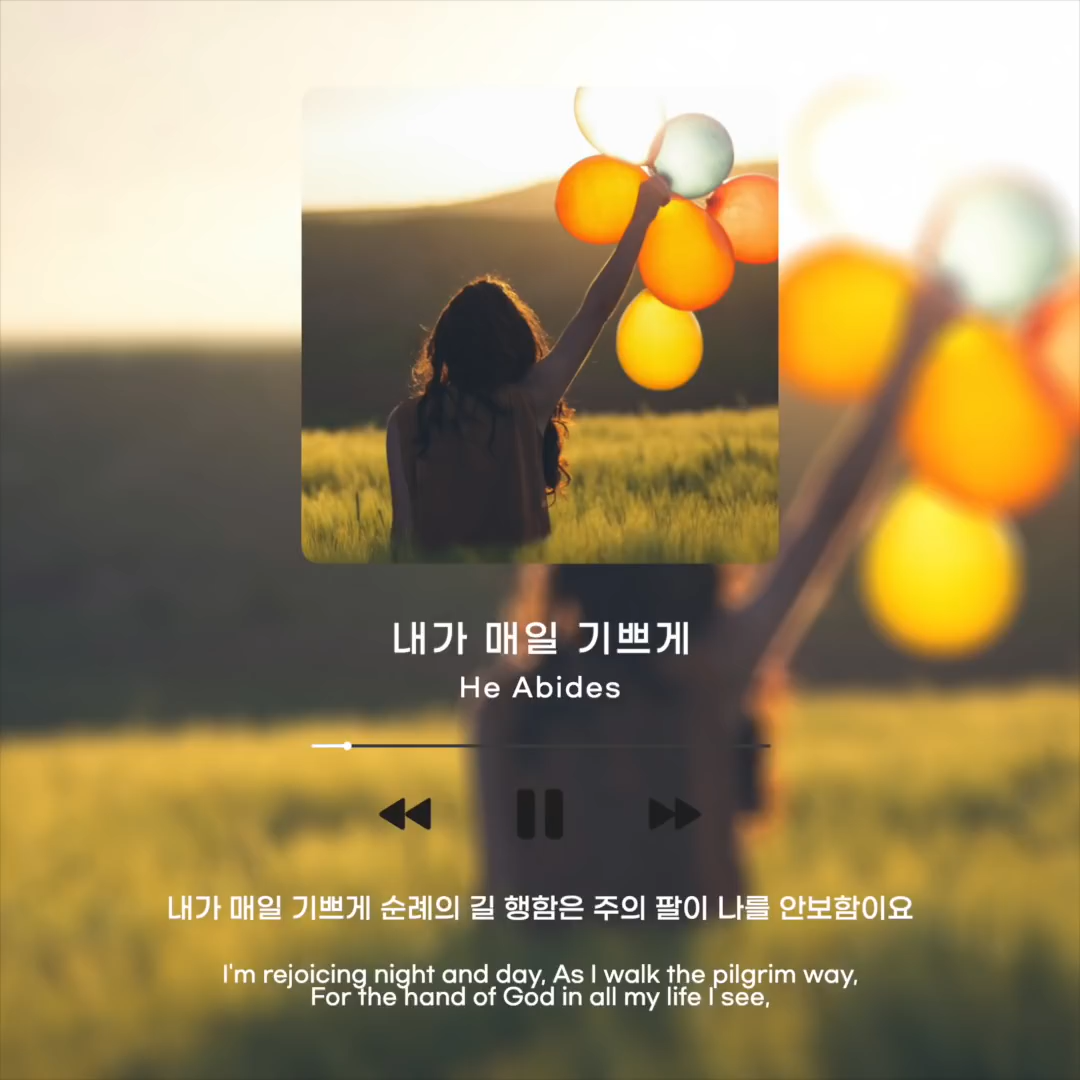 내가 매일 기쁘게
He Abides
내가 매일 기쁘게 순례의 길 행함은 주의 팔이 나를 안보함이요
I'm rejoicing night and day, As I walk the pilgrim way,
For the hand of God in all my life I see,